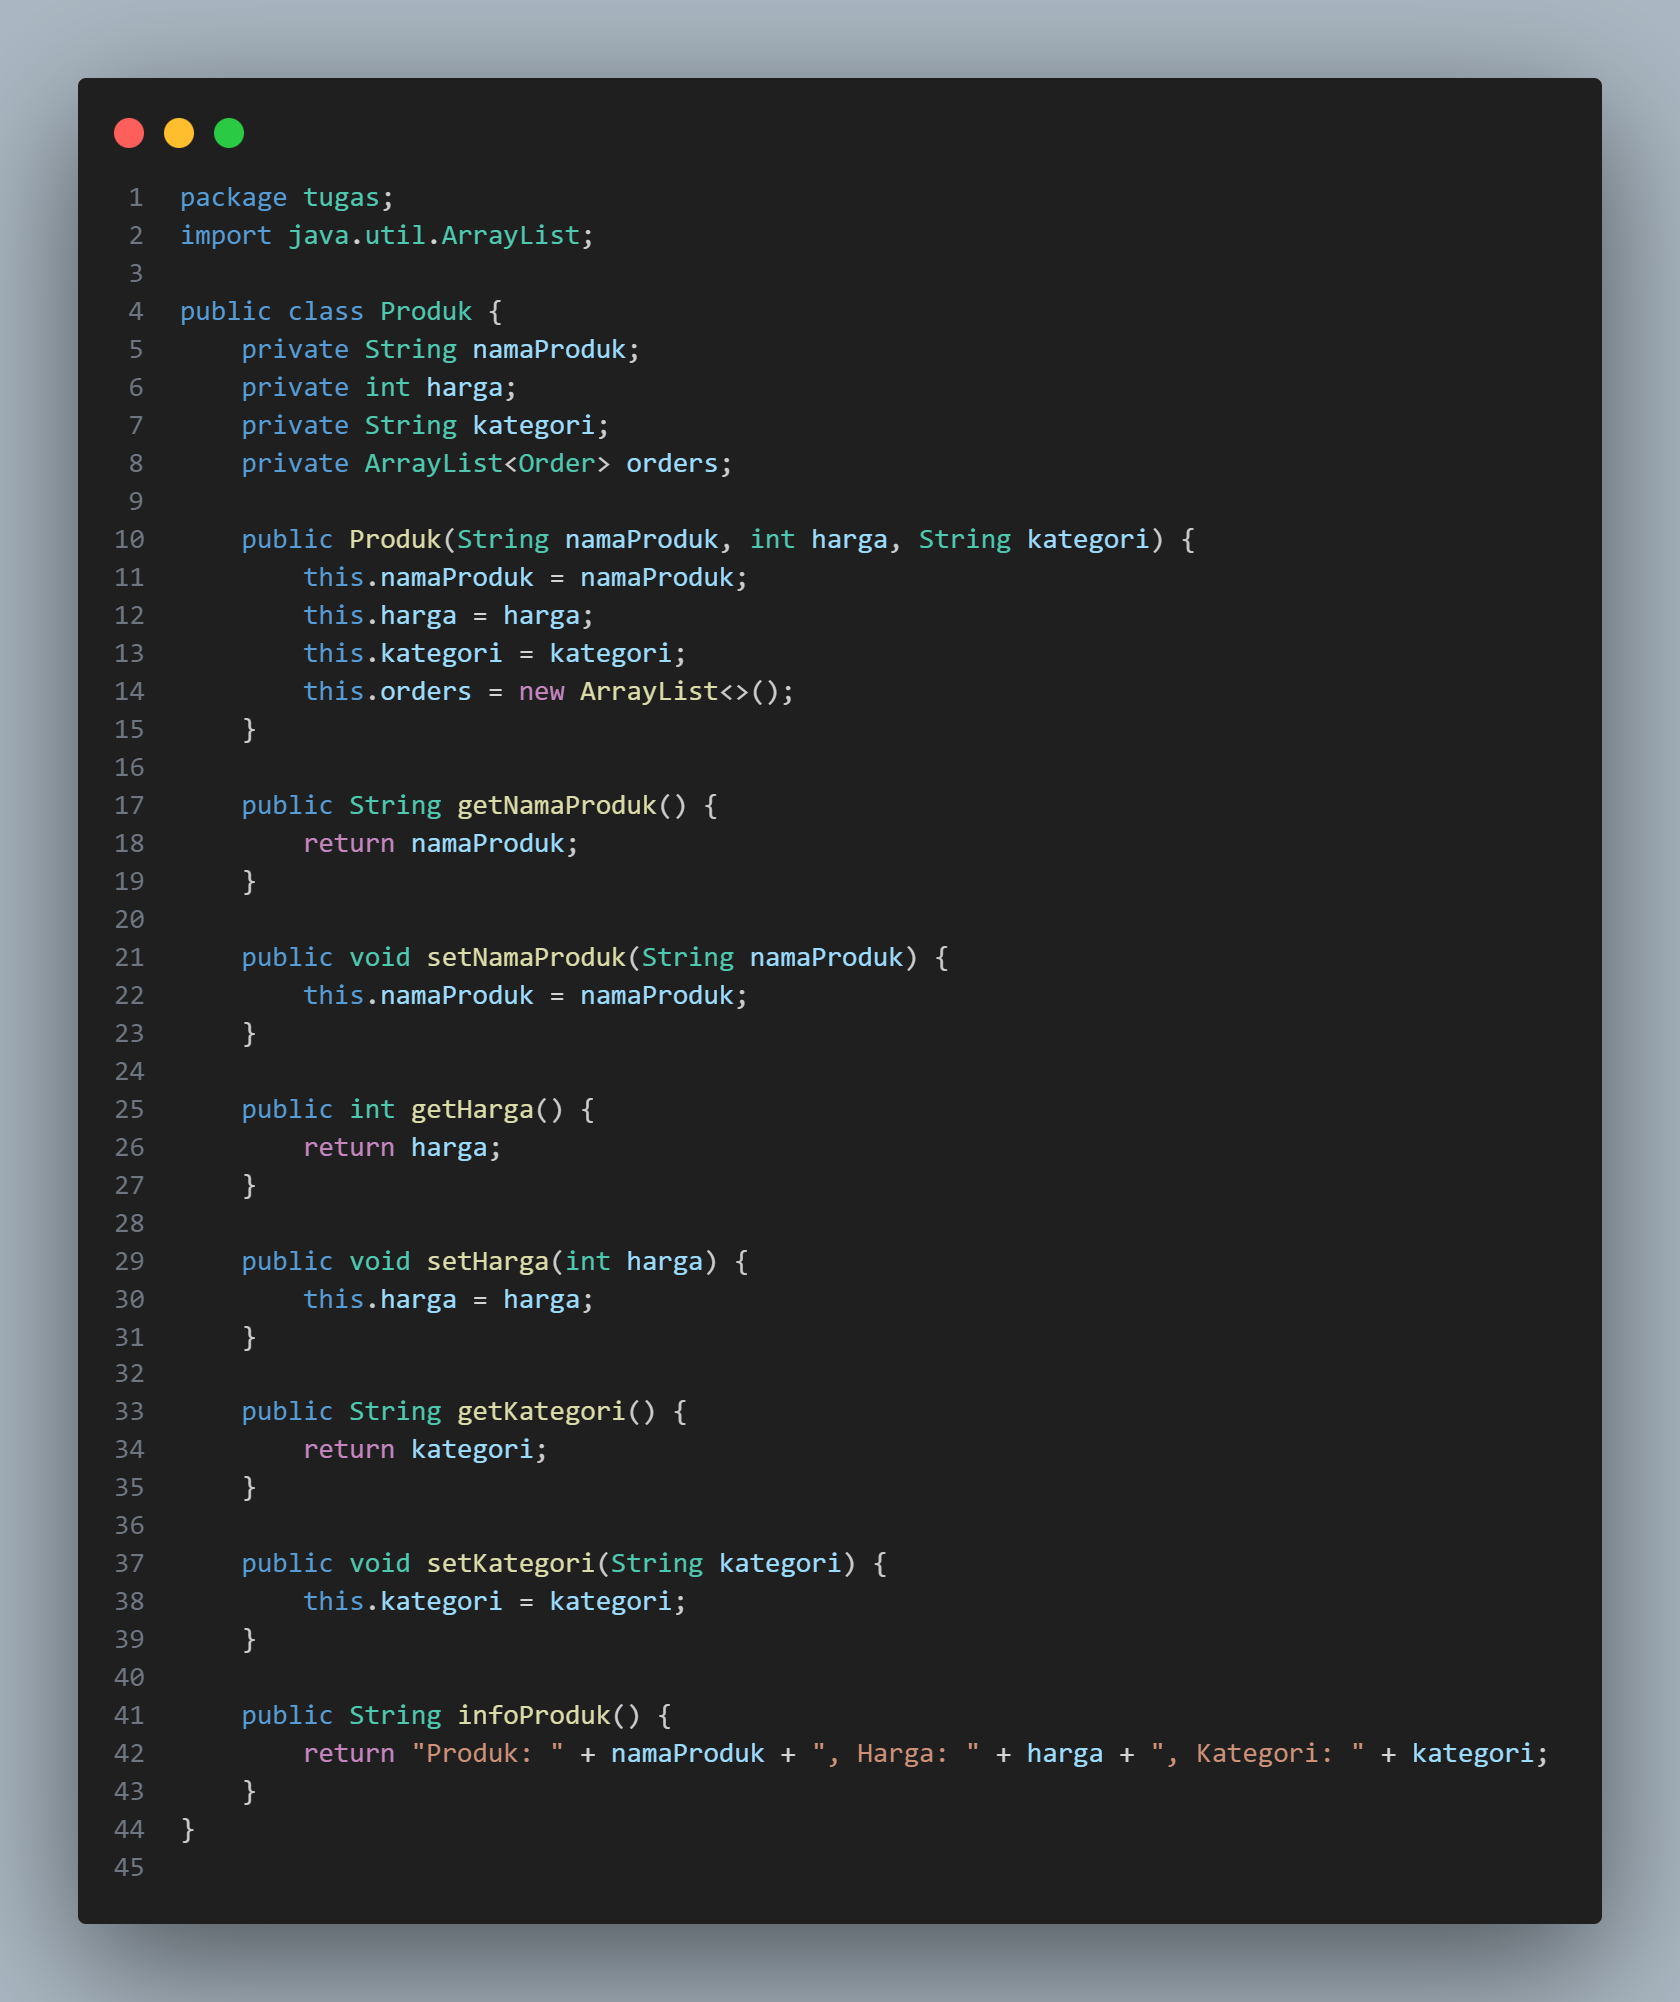 1 package tugas;
2 import java.util.ArrayList;
3
4 public class Produk {
5     private String namaProduk;
6     private int harga;
7     private String kategori;
8     private ArrayList<Order> orders;
9
10     public Produk(String namaProduk, int harga, String kategori) {
11         this.namaProduk = namaProduk;
12         this.harga = harga;
13         this.kategori = kategori;
14         this.orders = new ArrayList<>();
15     }
16
17     public String getNamaProduk() {
18         return namaProduk;
19     }
20
21     public void setNamaProduk(String namaProduk) {
22         this.namaProduk = namaProduk;
23     }
24
25     public int getHarga() {
26         return harga;
27     }
28
29     public void setHarga(int harga) {
30         this.harga = harga;
31     }
32
33     public String getKategori() {
34         return kategori;
35     }
36
37     public void setKategori(String kategori) {
38         this.kategori = kategori;
39     }
40
41     public String infoProduk() {
42         return "Produk: " + namaProduk + ", Harga: " + harga + ", Kategori: " + kategori;
43     }
44 }
45